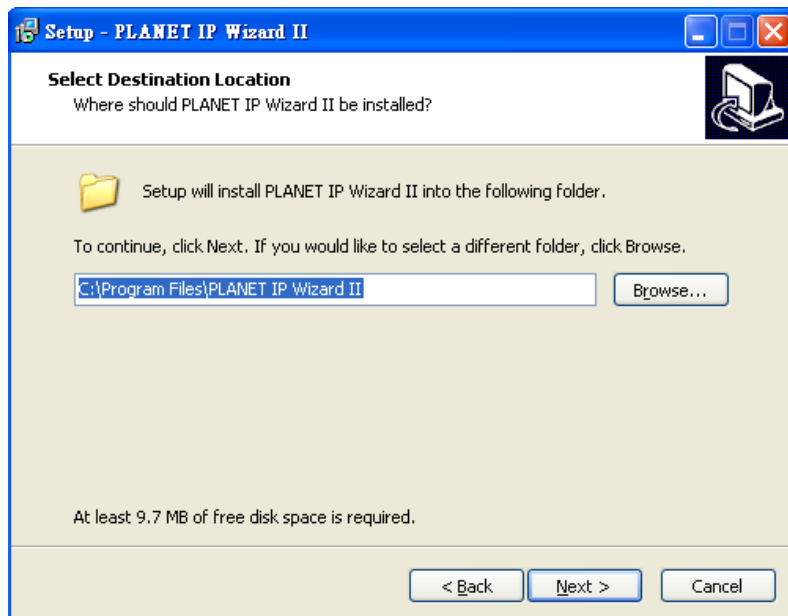 Setup - PLANET IP Wizard II
Select Destination Location
Where should PLANET IP Wizard II be installed?
Setup will install PLANET IP Wizard II into the following folder.
To continue, click Next. If you would like to select a different folder, click Browse.
C:\Program Files\PLANET IP Wizard II
Browse...
At least 9.7 MB of free disk space is required.
< Back
Next >
Cancel